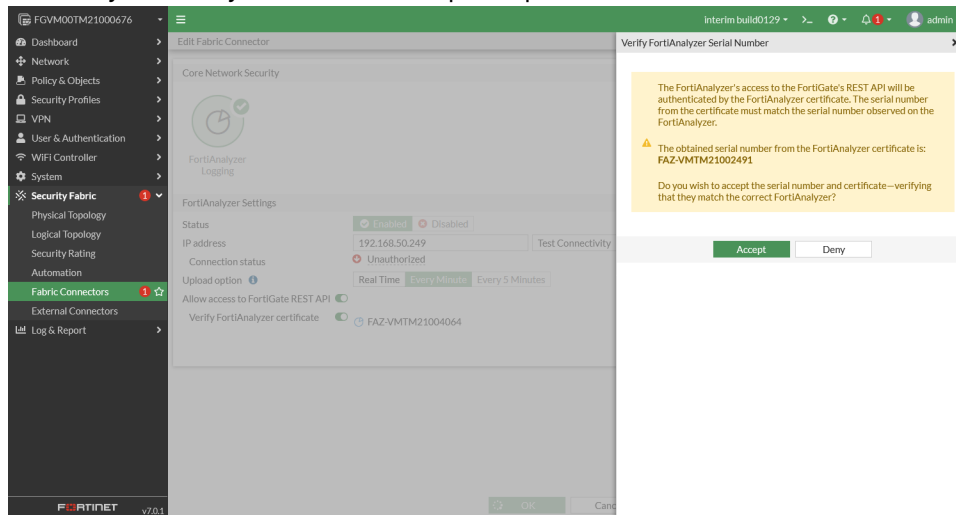 FGVM00TM21000676
interim build0129
admin
Dashboard
Network
Policy & Objects
Security Profiles
VPN
User & Authentication
WiFi Controller
System
Security Fabric 1
Physical Topology
Logical Topology
Security Rating
Automation
Fabric Connectors 1
External Connectors
Log & Report
FORTINET v7.0.1
Edit Fabric Connector
Core Network Security
FortiAnalyzer
Logging
FortiAnalyzer Settings
Status Enabled Disabled
IP address 192.168.50.249 Test Connectivity
Connection status Unauthorized
Upload option Real Time Every Minute Every 5 Minutes
Allow access to FortiGate REST API
Verify FortiAnalyzer certificate FAZ-VMTM21004064
OK Canc
Verify FortiAnalyzer Serial Number
The FortiAnalyzer's access to the FortiGate's REST API will be
authenticated by the FortiAnalyzer certificate. The serial number
from the certificate must match the serial number observed on the
FortiAnalyzer.
The obtained serial number from the FortiAnalyzer certificate is:
FAZ-VMTM21002491
Do you wish to accept the serial number and certificate—verifying
that they match the correct FortiAnalyzer?
Accept Deny